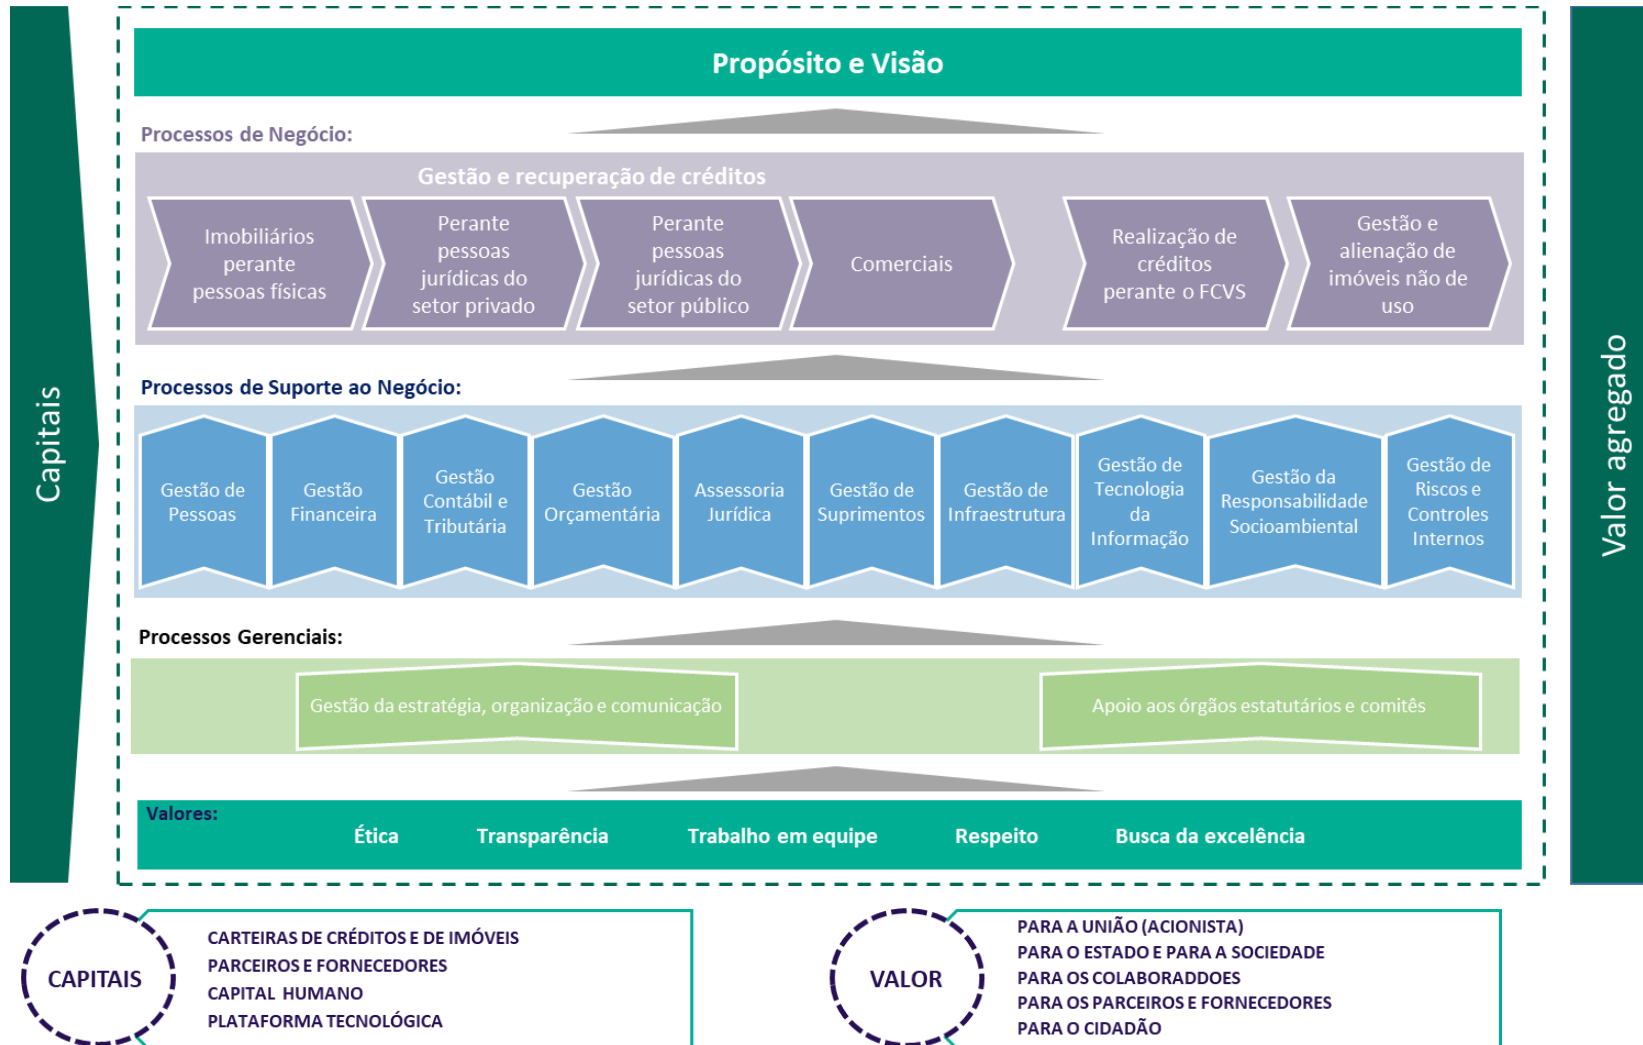 Propósito e Visão
Processos de Negócio:
Gestão e recuperação de créditos
Imobiliários
perante
pessoas físicas
Perante
pessoas
jurídicas do
setor privado
Perante
pessoas
jurídicas do
setor público
Comerciais
Realização de
créditos
perante o FCVS
Gestão e
alienação de
imóveis não de
uso
Processos de Suporte ao Negócio:
Gestão de
Pessoas
Gestão
Financeira
Gestão
Contábil e
Tributária
Gestão
Orçamentária
Assessoria
Jurídica
Gestão de
Suprimentos
Gestão de
Infraestrutura
Gestão de
Tecnologia
da
Informação
Gestão da
Responsabilidade
Socioambiental
Gestão de
Riscos e
Controles
Internos
Processos Gerenciais:
Gestão da estratégia, organização e comunicação
Apoio aos órgãos estatutários e comitês
Valores:
Ética
Transparência
Trabalho em equipe
Respeito
Busca da excelência
Capitais
Valor agregado
CAPITAIS
CARTEIRAS DE CRÉDITOS E DE IMÓVEIS
PARCEIROS E FORNECEDORES
CAPITAL HUMANO
PLATAFORMA TECNOLÓGICA
VALOR
PARA A UNIÃO (ACIONISTA)
PARA O ESTADO E PARA A SOCIEDADE
PARA OS COLABORADDOES
PARA OS PARCEIROS E FORNECEDORES
PARA O CIDADÃO